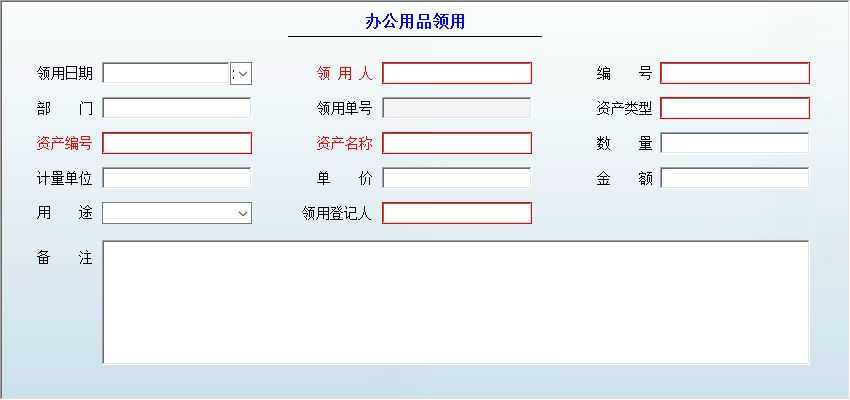 办公用品领用
领用日期 领 用 人 编 号
部 门 领用单号 资产类型
资产编号 资产名称 数 量
计量单位 单 价 金 额
用 途 领用登记人
备 注